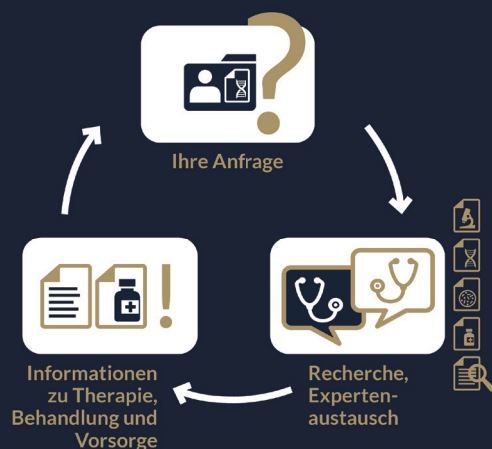 Ihre Anfrage
Recherche,
Experten-
austausch
Informationen
zu Therapie,
Behandlung und
Vorsorge